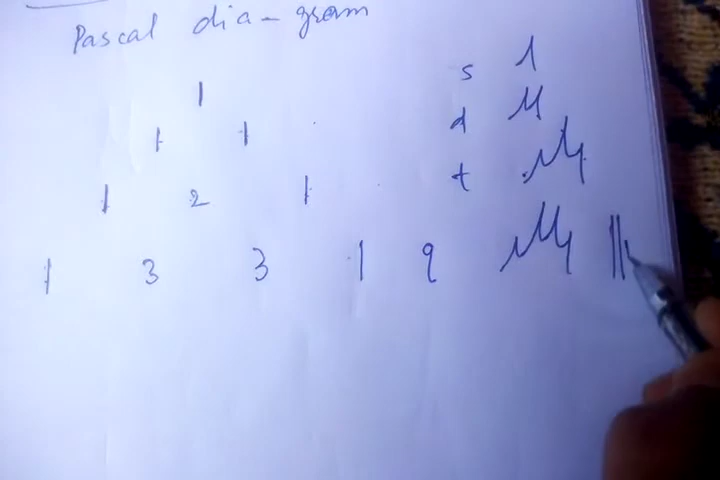 Pascal dia-gram
1 s
1 1 d
1 2 1 t
1 3 3 1 q